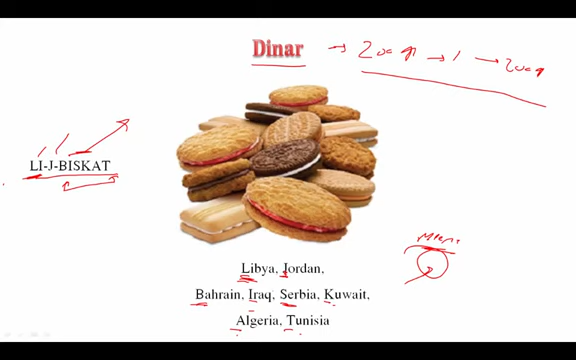 Dinar
LI-J-BISKAT
Libya, Jordan,
Bahrain, Iraq, Serbia, Kuwait,
Algeria, Tunisia